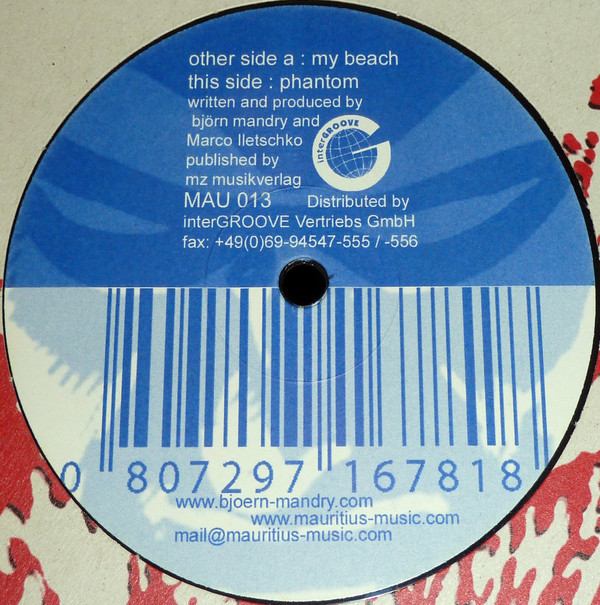 other side a : my beach
this side : phantom
written and produced by
björn mandry and
Marco Iletschko
published by
mz musikverlag
interGROOVE
MAU 013 Distributed by
interGROOVE Vertriebs GmbH
fax: +49(0)69-94547-555 / -556
0 807297 167818
www.bjoern-mandry.com
www.mauritius-music.com
mail@mauritius-music.com